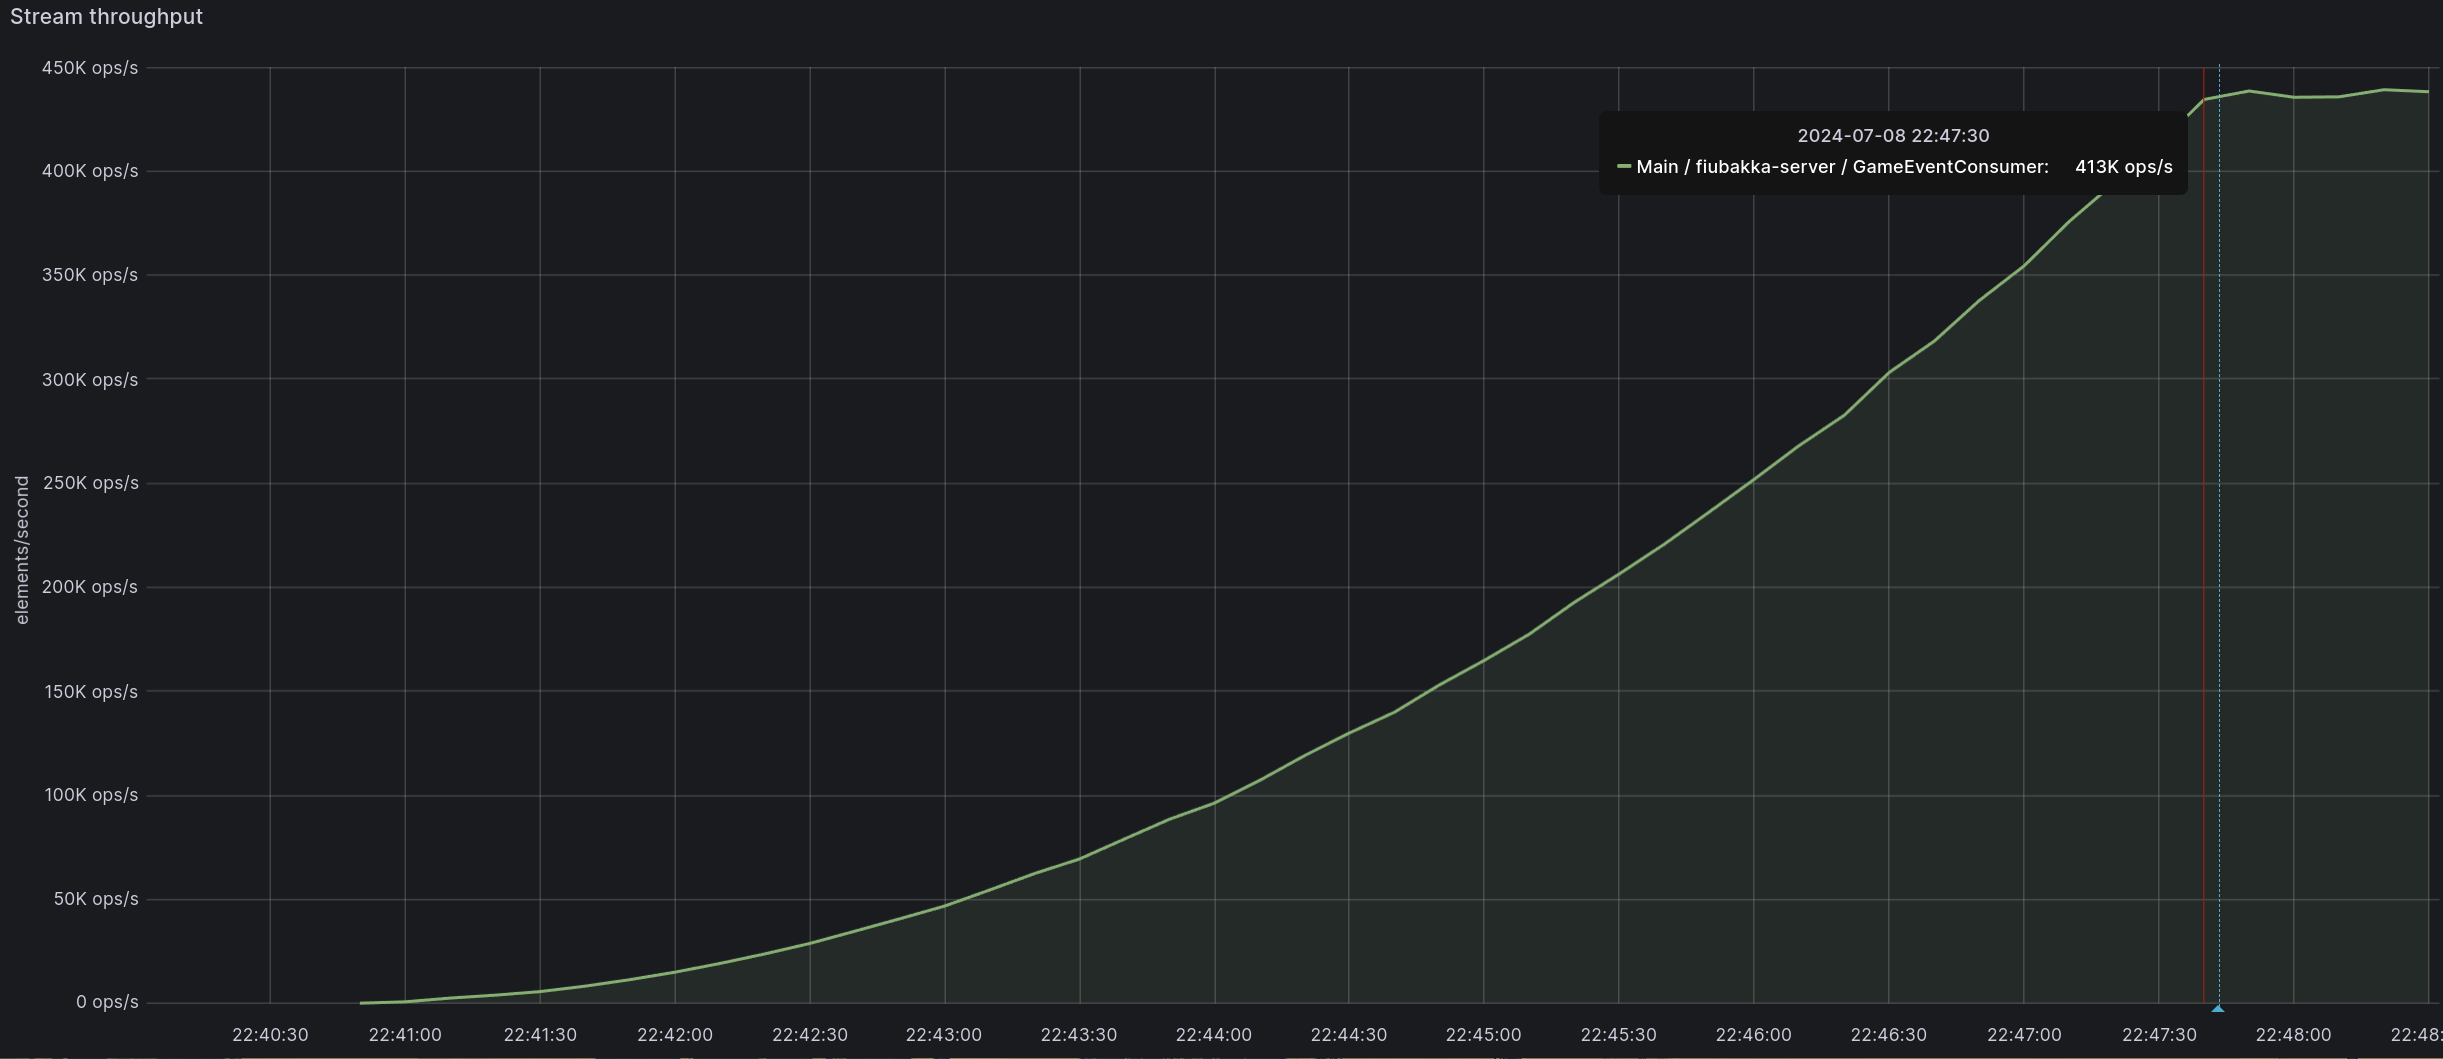 Stream throughput
450K ops/s
400K ops/s
350K ops/s
300K ops/s
250K ops/s
200K ops/s
150K ops/s
100K ops/s
50K ops/s
0 ops/s
elements/second
2024-07-08 22:47:30
Main / fiubakka-server / GameEventConsumer: 413K ops/s
22:40:30 22:41:00 22:41:30 22:42:00 22:42:30 22:43:00 22:43:30 22:44:00 22:44:30 22:45:00 22:45:30 22:46:00 22:46:30 22:47:00 22:47:30 22:48:00 22:48: